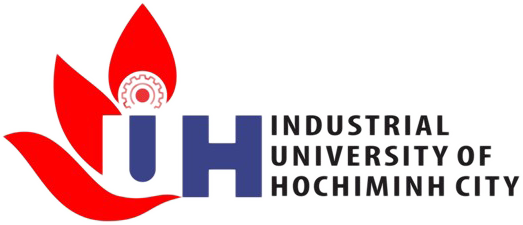 IUH
INDUSTRIAL
UNIVERSITY OF
HOCHIMINH CITY